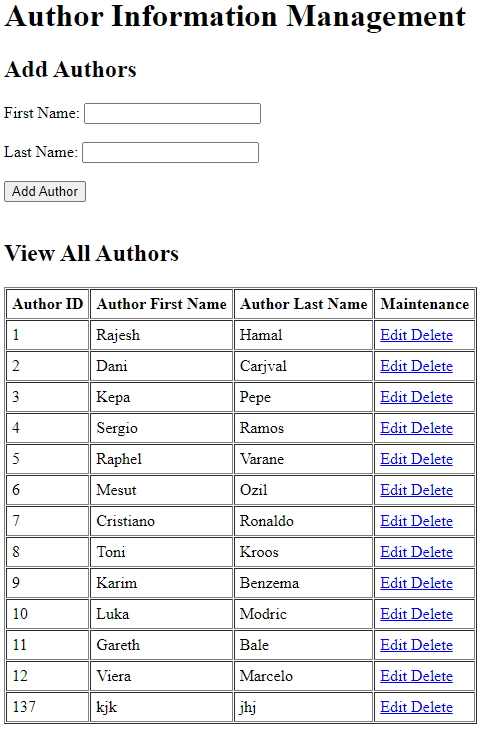 Author Information Management
Add Authors
First Name:
Last Name:
Add Author
View All Authors
Author ID Author First Name Author Last Name Maintenance
1 Rajesh Hamal Edit Delete
2 Dani Carjval Edit Delete
3 Kepa Pepe Edit Delete
4 Sergio Ramos Edit Delete
5 Raphel Varane Edit Delete
6 Mesut Ozil Edit Delete
7 Cristiano Ronaldo Edit Delete
8 Toni Kroos Edit Delete
9 Karim Benzema Edit Delete
10 Luka Modric Edit Delete
11 Gareth Bale Edit Delete
12 Viera Marcelo Edit Delete
137 kjk jhj Edit Delete